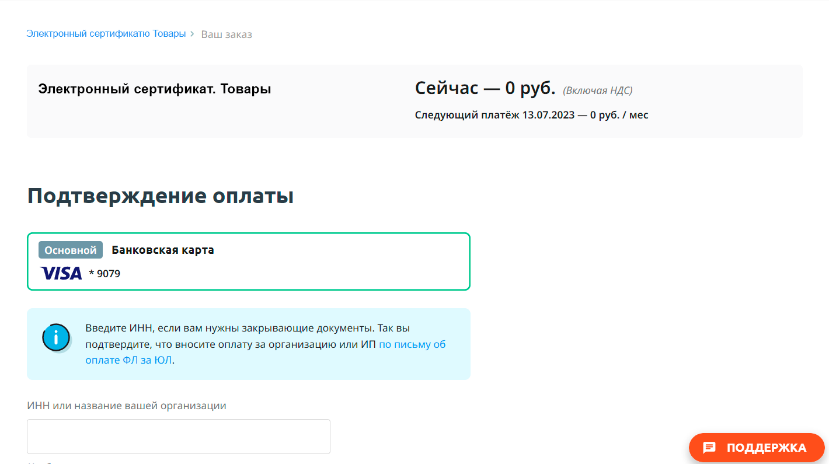 Электронный сертификатю Товары › Ваш заказ
Электронный сертификат. Товары
Сейчас — 0 руб. (Включая НДС)
Следующий платёж 13.07.2023 — 0 руб. / мес
Подтверждение оплаты
Основной Банковская карта
VISA * 9079
Введите ИНН, если вам нужны закрывающие документы. Так вы
подтвердите, что вносите оплату за организацию или ИП по письму об
оплате ФЛ за ЮЛ.
ИНН или название вашей организации
ПОДДЕРЖКА